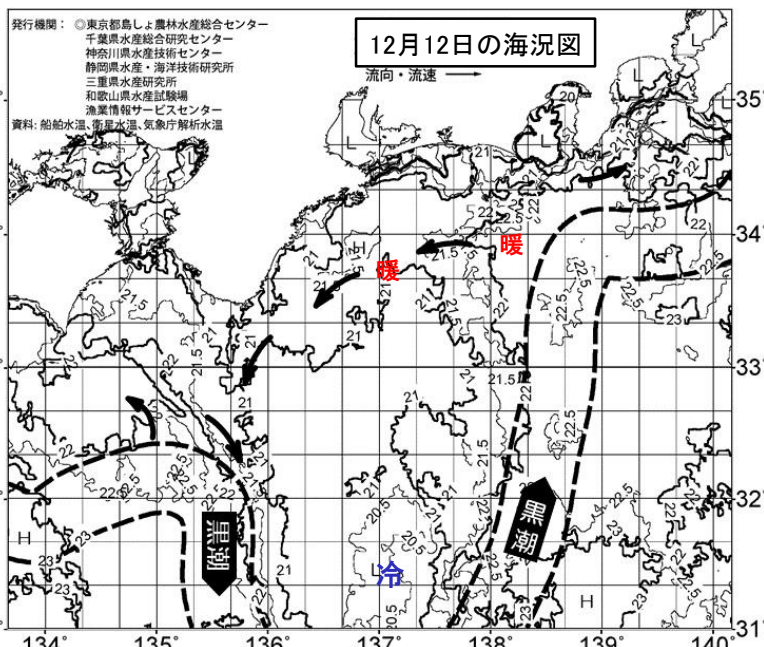 発行機関： ◎東京都島しょ農林水産総合センター
千葉県水産総合研究センター
神奈川県水産技術センター
静岡県水産・海洋技術研究所
三重県水産研究所
和歌山県水産試験場
漁業情報サービスセンター
資料: 船舶水温、衛星水温、気象庁解析水温
12月12日の海況図
流向・流速
35°
34°
33°
32°
31°
134°
135°
136°
137°
138°
139°
140°
暖
暖
冷
黒潮
黒潮
H
H
H
L
L
L
L
L
20
21
21
21
21
21
21
21
21
21
21.5
21.5
21.5
21.5
21.5
21.5
22
22
22
22
22
22.5
22.5
22.5
22.5
22.5
22.5
23
23
23
23
23
20.5
20.5
20.5